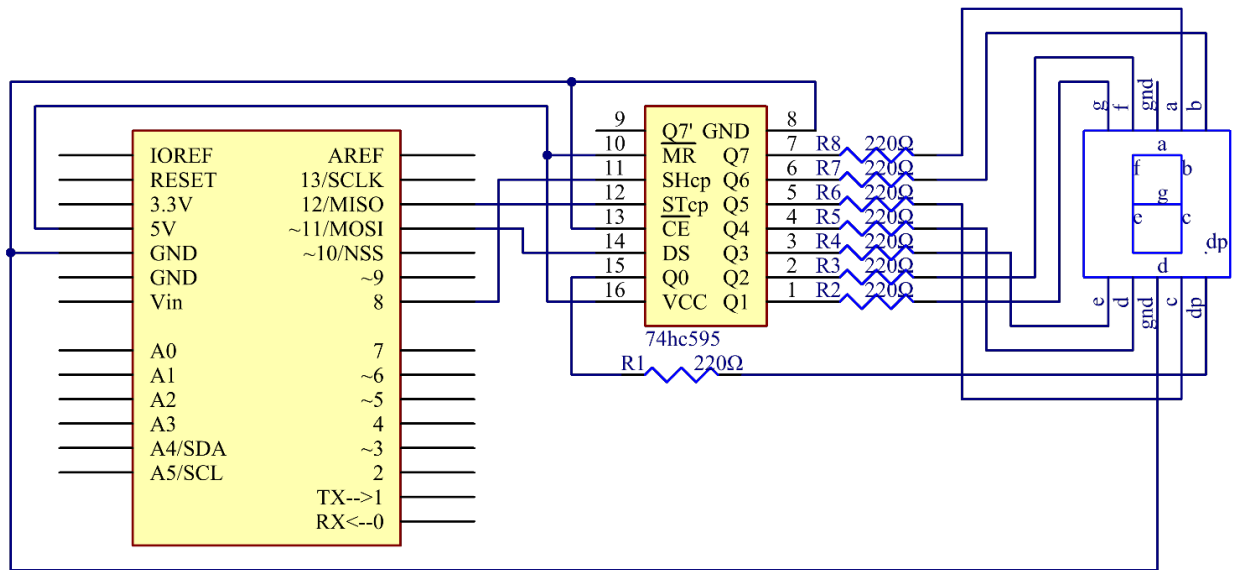 g
f
gnd
a
b
IOREF
RESET
3.3V
5V
GND
GND
Vin
A0
A1
A2
A3
A4/SDA
A5/SCL
AREF
13/SCLK
12/MISO
~11/MOSI
~10/NSS
~9
8
7
~6
~5
4
~3
2
TX-->1
RX<--0
9 Q7' GND 8
10 MR Q7 7 R8 220Ω
11 SHcp Q6 6 R7 220Ω
12 STcp Q5 5 R6 220Ω
13 CE Q4 4 R5 220Ω
14 DS Q3 3 R4 220Ω
15 Q0 Q2 2 R3 220Ω
16 VCC Q1 1 R2 220Ω
74hc595
R1 220Ω
a
f b
g
e c
dp
d
e
d
gnd
c
dp